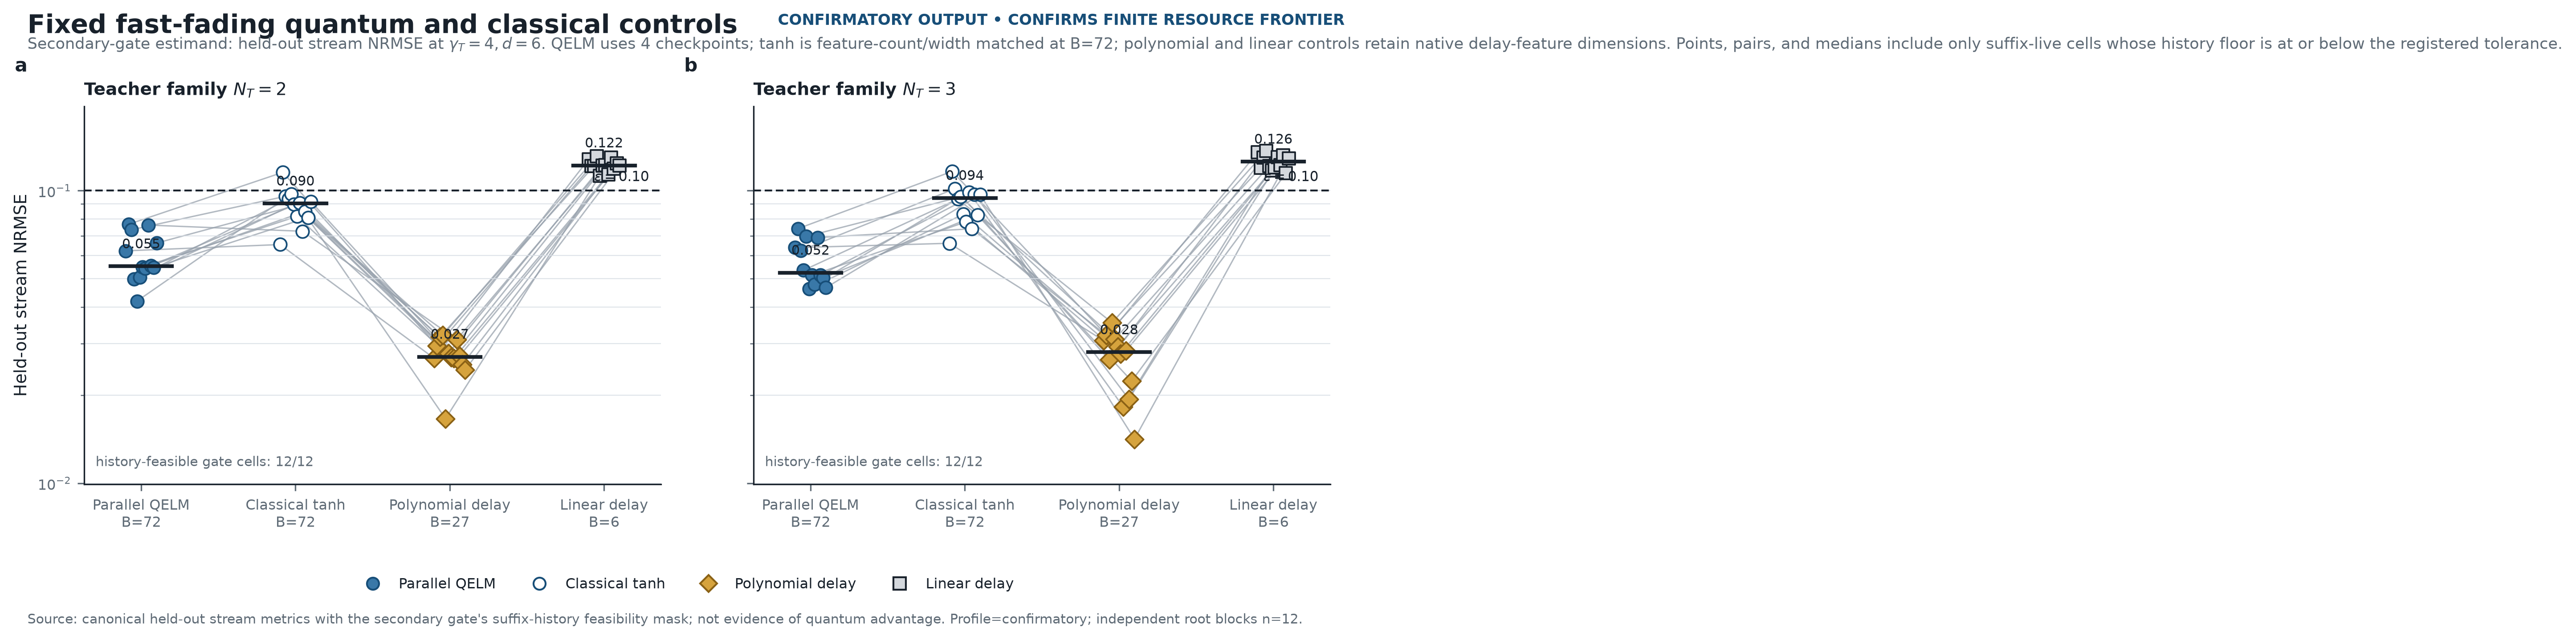 Fixed fast-fading quantum and classical controls
CONFIRMATORY OUTPUT • CONFIRMS FINITE RESOURCE FRONTIER
Secondary-gate estimand: held-out stream NRMSE at γ_T = 4, d = 6. QELM uses 4 checkpoints; tanh is feature-count/width matched at B=72; polynomial and linear controls retain native delay-feature dimensions. Points, pairs, and medians include only suffix-live cells whose history floor is at or below the registered tolerance.
a
Teacher family N_T = 2
Held-out stream NRMSE
10⁻¹
10⁻²
0.055
0.090
0.027
0.122
0.10
history-feasible gate cells: 12/12
Parallel QELM
B=72
Classical tanh
B=72
Polynomial delay
B=27
Linear delay
B=6
b
Teacher family N_T = 3
0.052
0.094
0.028
0.126
0.10
history-feasible gate cells: 12/12
Parallel QELM
B=72
Classical tanh
B=72
Polynomial delay
B=27
Linear delay
B=6
Parallel QELM
Classical tanh
Polynomial delay
Linear delay
Source: canonical held-out stream metrics with the secondary gate's suffix-history feasibility mask; not evidence of quantum advantage. Profile=confirmatory; independent root blocks n=12.